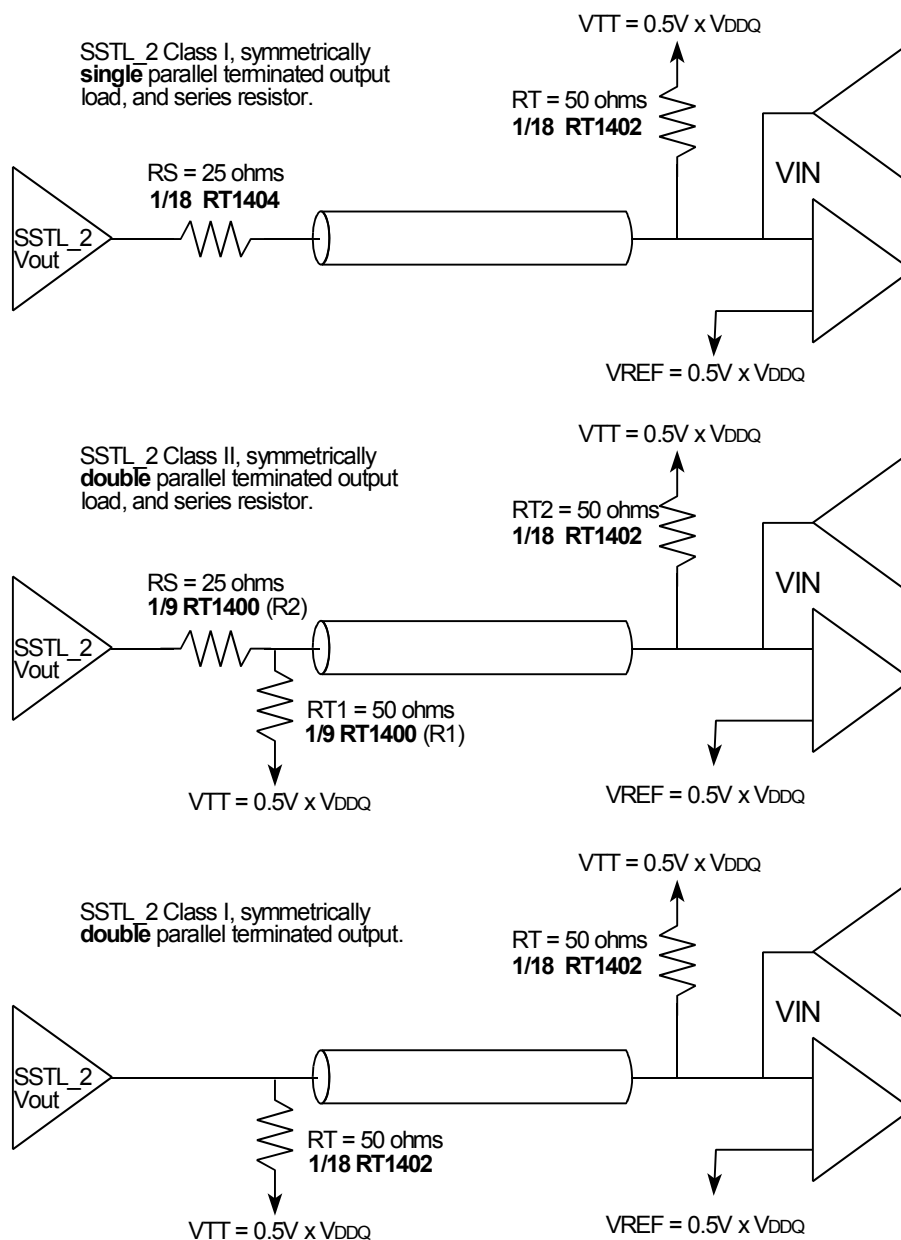 VTT = 0.5V x VDDQ
SSTL_2 Class I, symmetrically
single parallel terminated output
load, and series resistor.
RT = 50 ohms
1/18 RT1402
RS = 25 ohms
1/18 RT1404
VIN
SSTL_2
Vout
VREF = 0.5V x VDDQ
VTT = 0.5V x VDDQ
SSTL_2 Class II, symmetrically
double parallel terminated output
load, and series resistor.
RT2 = 50 ohms
1/18 RT1402
RS = 25 ohms
1/9 RT1400 (R2)
VIN
SSTL_2
Vout
RT1 = 50 ohms
1/9 RT1400 (R1)
VTT = 0.5V x VDDQ
VREF = 0.5V x VDDQ
VTT = 0.5V x VDDQ
SSTL_2 Class I, symmetrically
double parallel terminated output.
RT = 50 ohms
1/18 RT1402
VIN
SSTL_2
Vout
RT = 50 ohms
1/18 RT1402
VTT = 0.5V x VDDQ
VREF = 0.5V x VDDQ